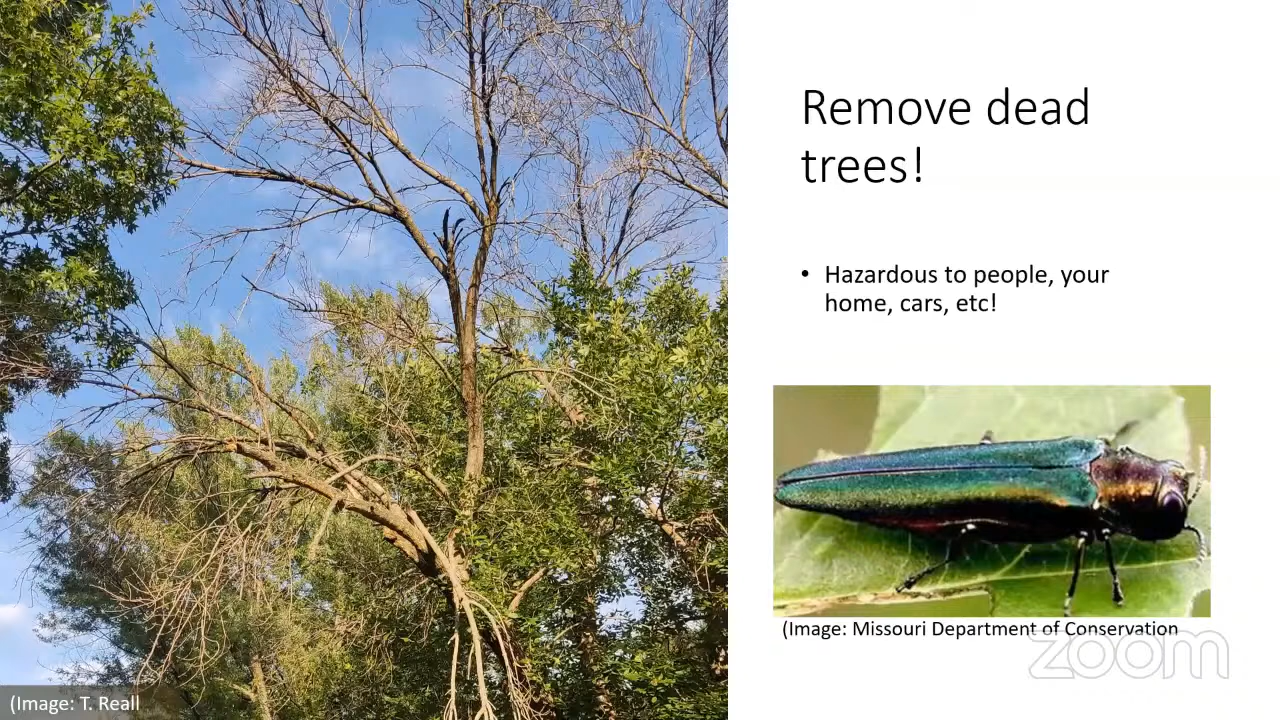 Remove dead
trees!
• Hazardous to people, your
home, cars, etc!
(Image: Missouri Department of Conservation
zoom
(Image: T. Reall